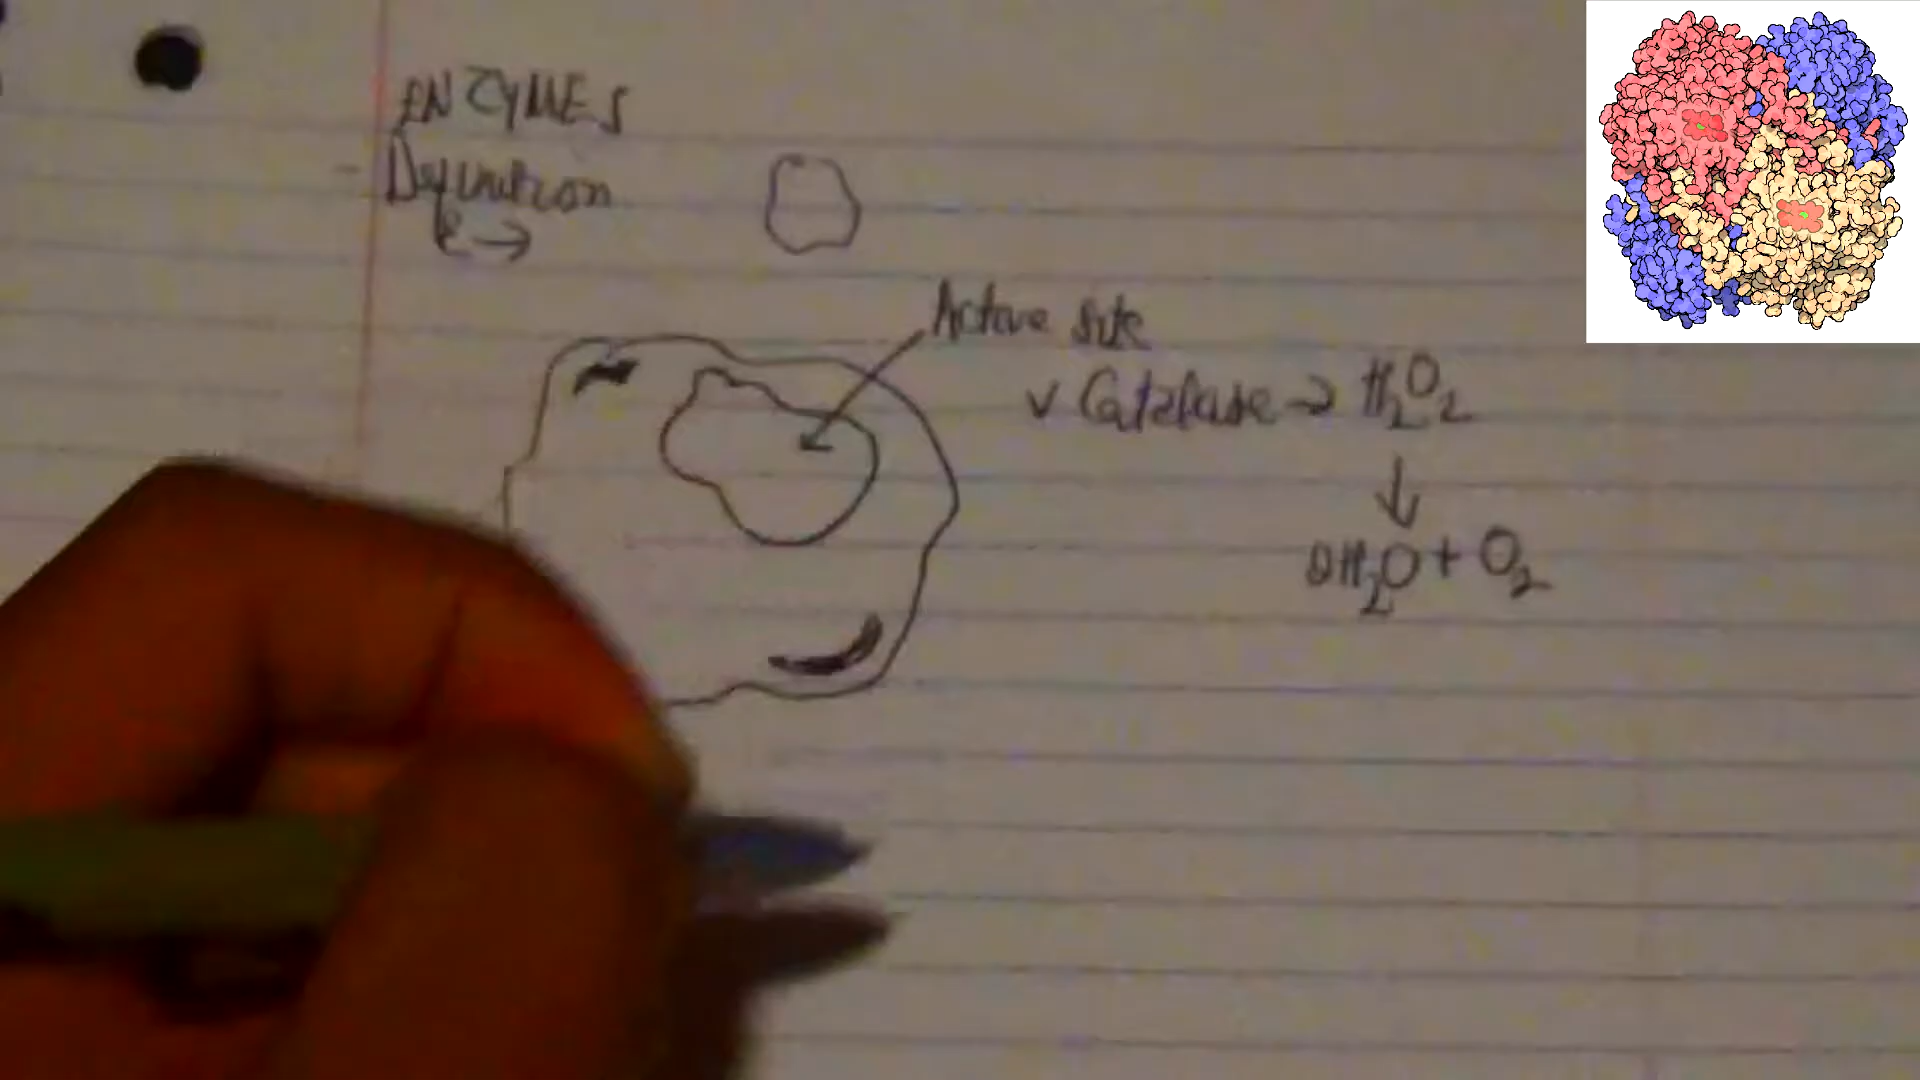 ENZYMES
Definition
e →
Active site
v Catalase → H₂O₂
↓
2H₂O + O₂